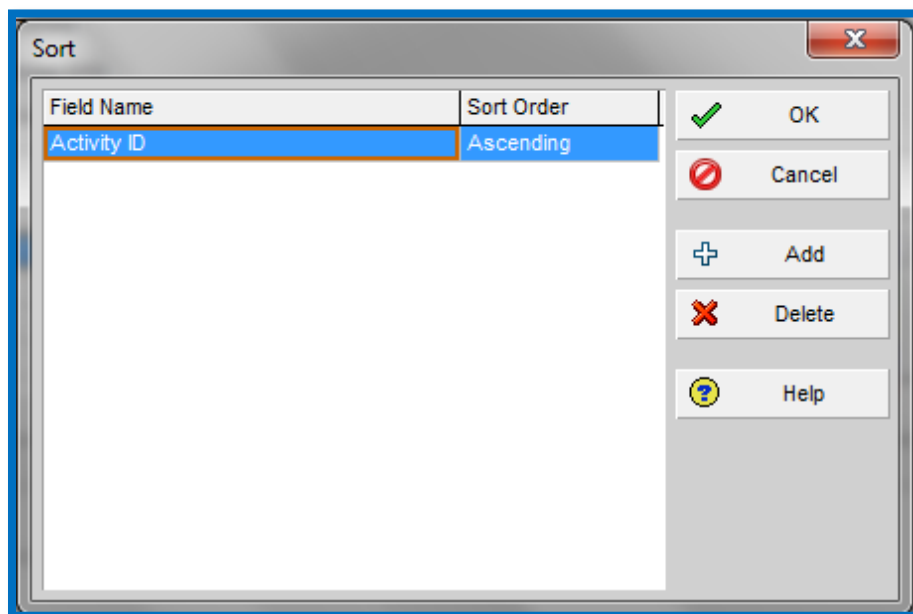 Sort
Field Name Sort Order
Activity ID Ascending
OK
Cancel
Add
Delete
Help